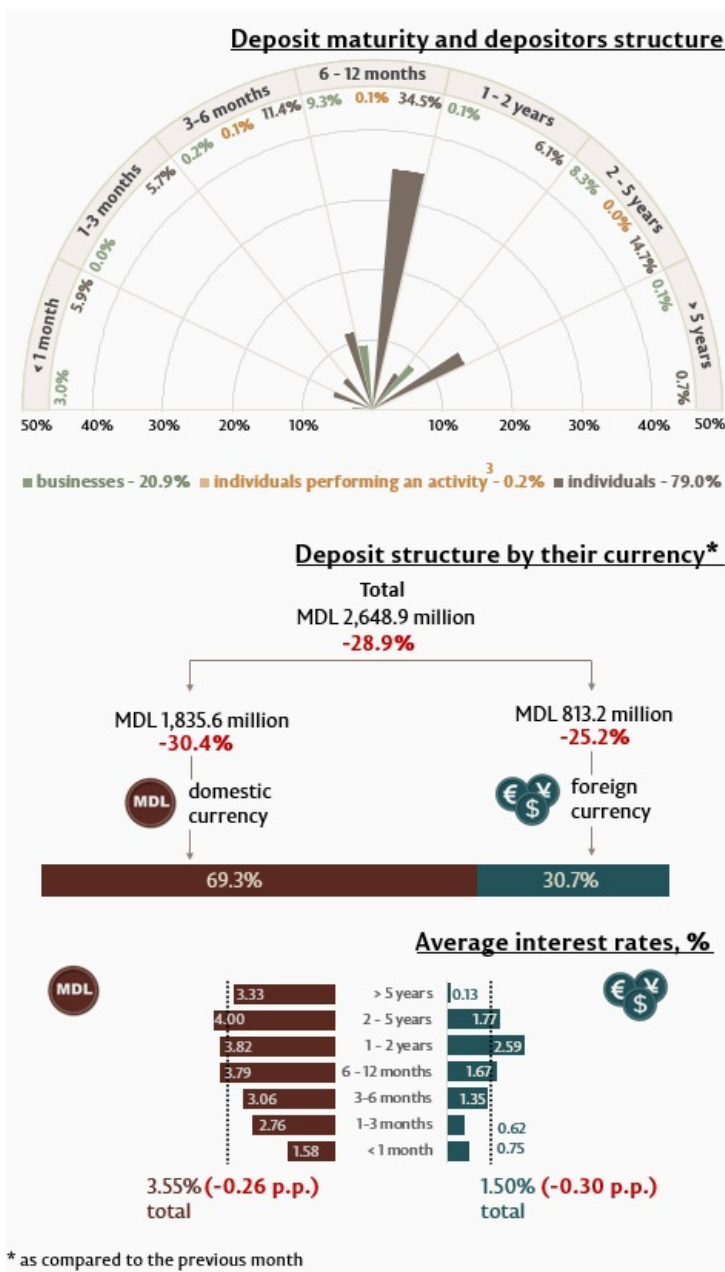 Deposit maturity and depositors structure
6 - 12 months
3-6 months
1 - 2 years
1-3 months
2 - 5 years
< 1 month
> 5 years
3.0%
5.9%
0.0%
5.7%
0.2%
0.1%
11.4%
9.3%
0.1%
34.5%
0.1%
6.1%
8.3%
0.0%
14.7%
0.1%
0.7%
50% 40% 30% 20% 10% 10% 20% 30% 40% 50%
businesses - 20.9% individuals performing an activity3 - 0.2% individuals - 79.0%
Deposit structure by their currency*
Total
MDL 2,648.9 million
-28.9%
MDL 1,835.6 million
-30.4%
MDL 813.2 million
-25.2%
MDL
domestic
currency
€ ¥ $
foreign
currency
69.3% 30.7%
Average interest rates, %
MDL
€ ¥ $
3.33 > 5 years 0.13
4.00 2 - 5 years 1.77
3.82 1 - 2 years 2.59
3.79 6 - 12 months 1.67
3.06 3-6 months 1.35
2.76 1-3 months 0.62
1.58 < 1 month 0.75
3.55% (-0.26 p.p.)
total
1.50% (-0.30 p.p.)
total
* as compared to the previous month